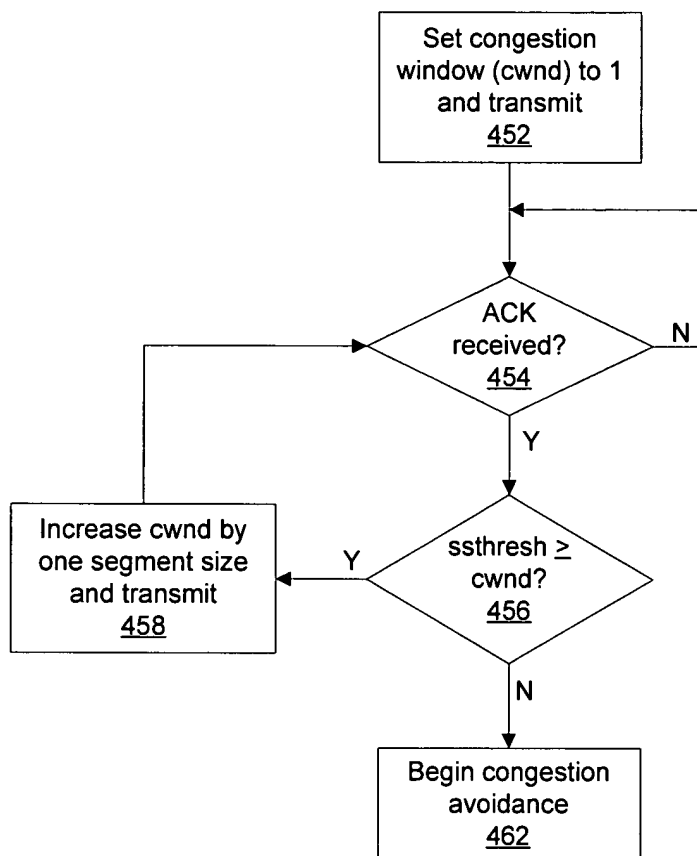 Set congestion
window (cwnd) to 1
and transmit
452
ACK
received?
454
N
Y
Increase cwnd by
one segment size
and transmit
458
Y
ssthresh ≥
cwnd?
456
N
Begin congestion
avoidance
462